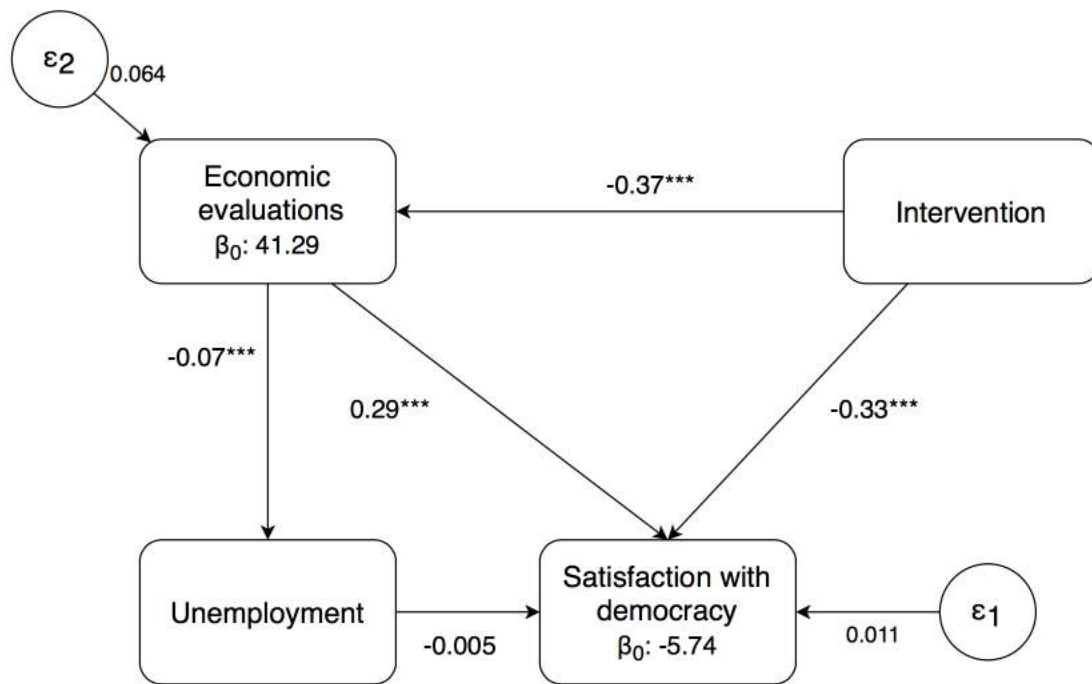 ε2
0.064
Economic
evaluations
β0: 41.29
-0.37***
Intervention
-0.07***
0.29***
-0.33***
Unemployment
-0.005
Satisfaction with
democracy
β0: -5.74
0.011
ε1